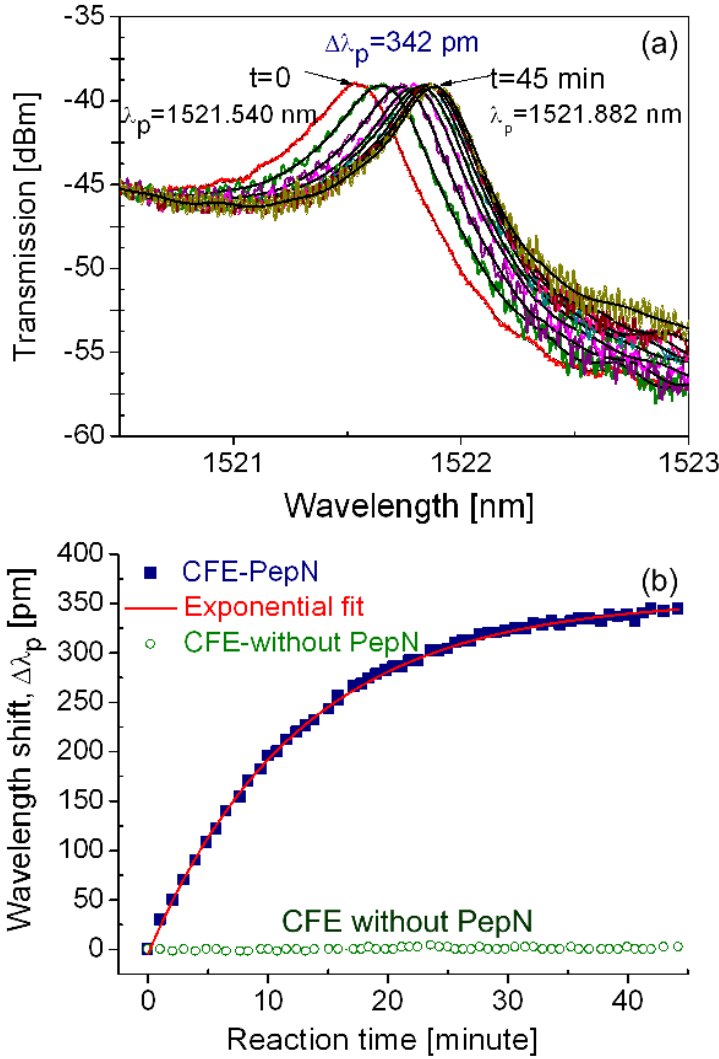 -35
Δλp=342 pm
(a)
t=0
t=45 min
-40
λp=1521.540 nm
λp=1521.882 nm
-45
-50
-55
-60
Transmission [dBm]
1521
1522
1523
Wavelength [nm]
400
CFE-PepN
(b)
350
Exponential fit
300
CFE-without PepN
250
200
150
100
50
CFE without PepN
0
Wavelength shift, Δλp [pm]
0
10
20
30
40
Reaction time [minute]